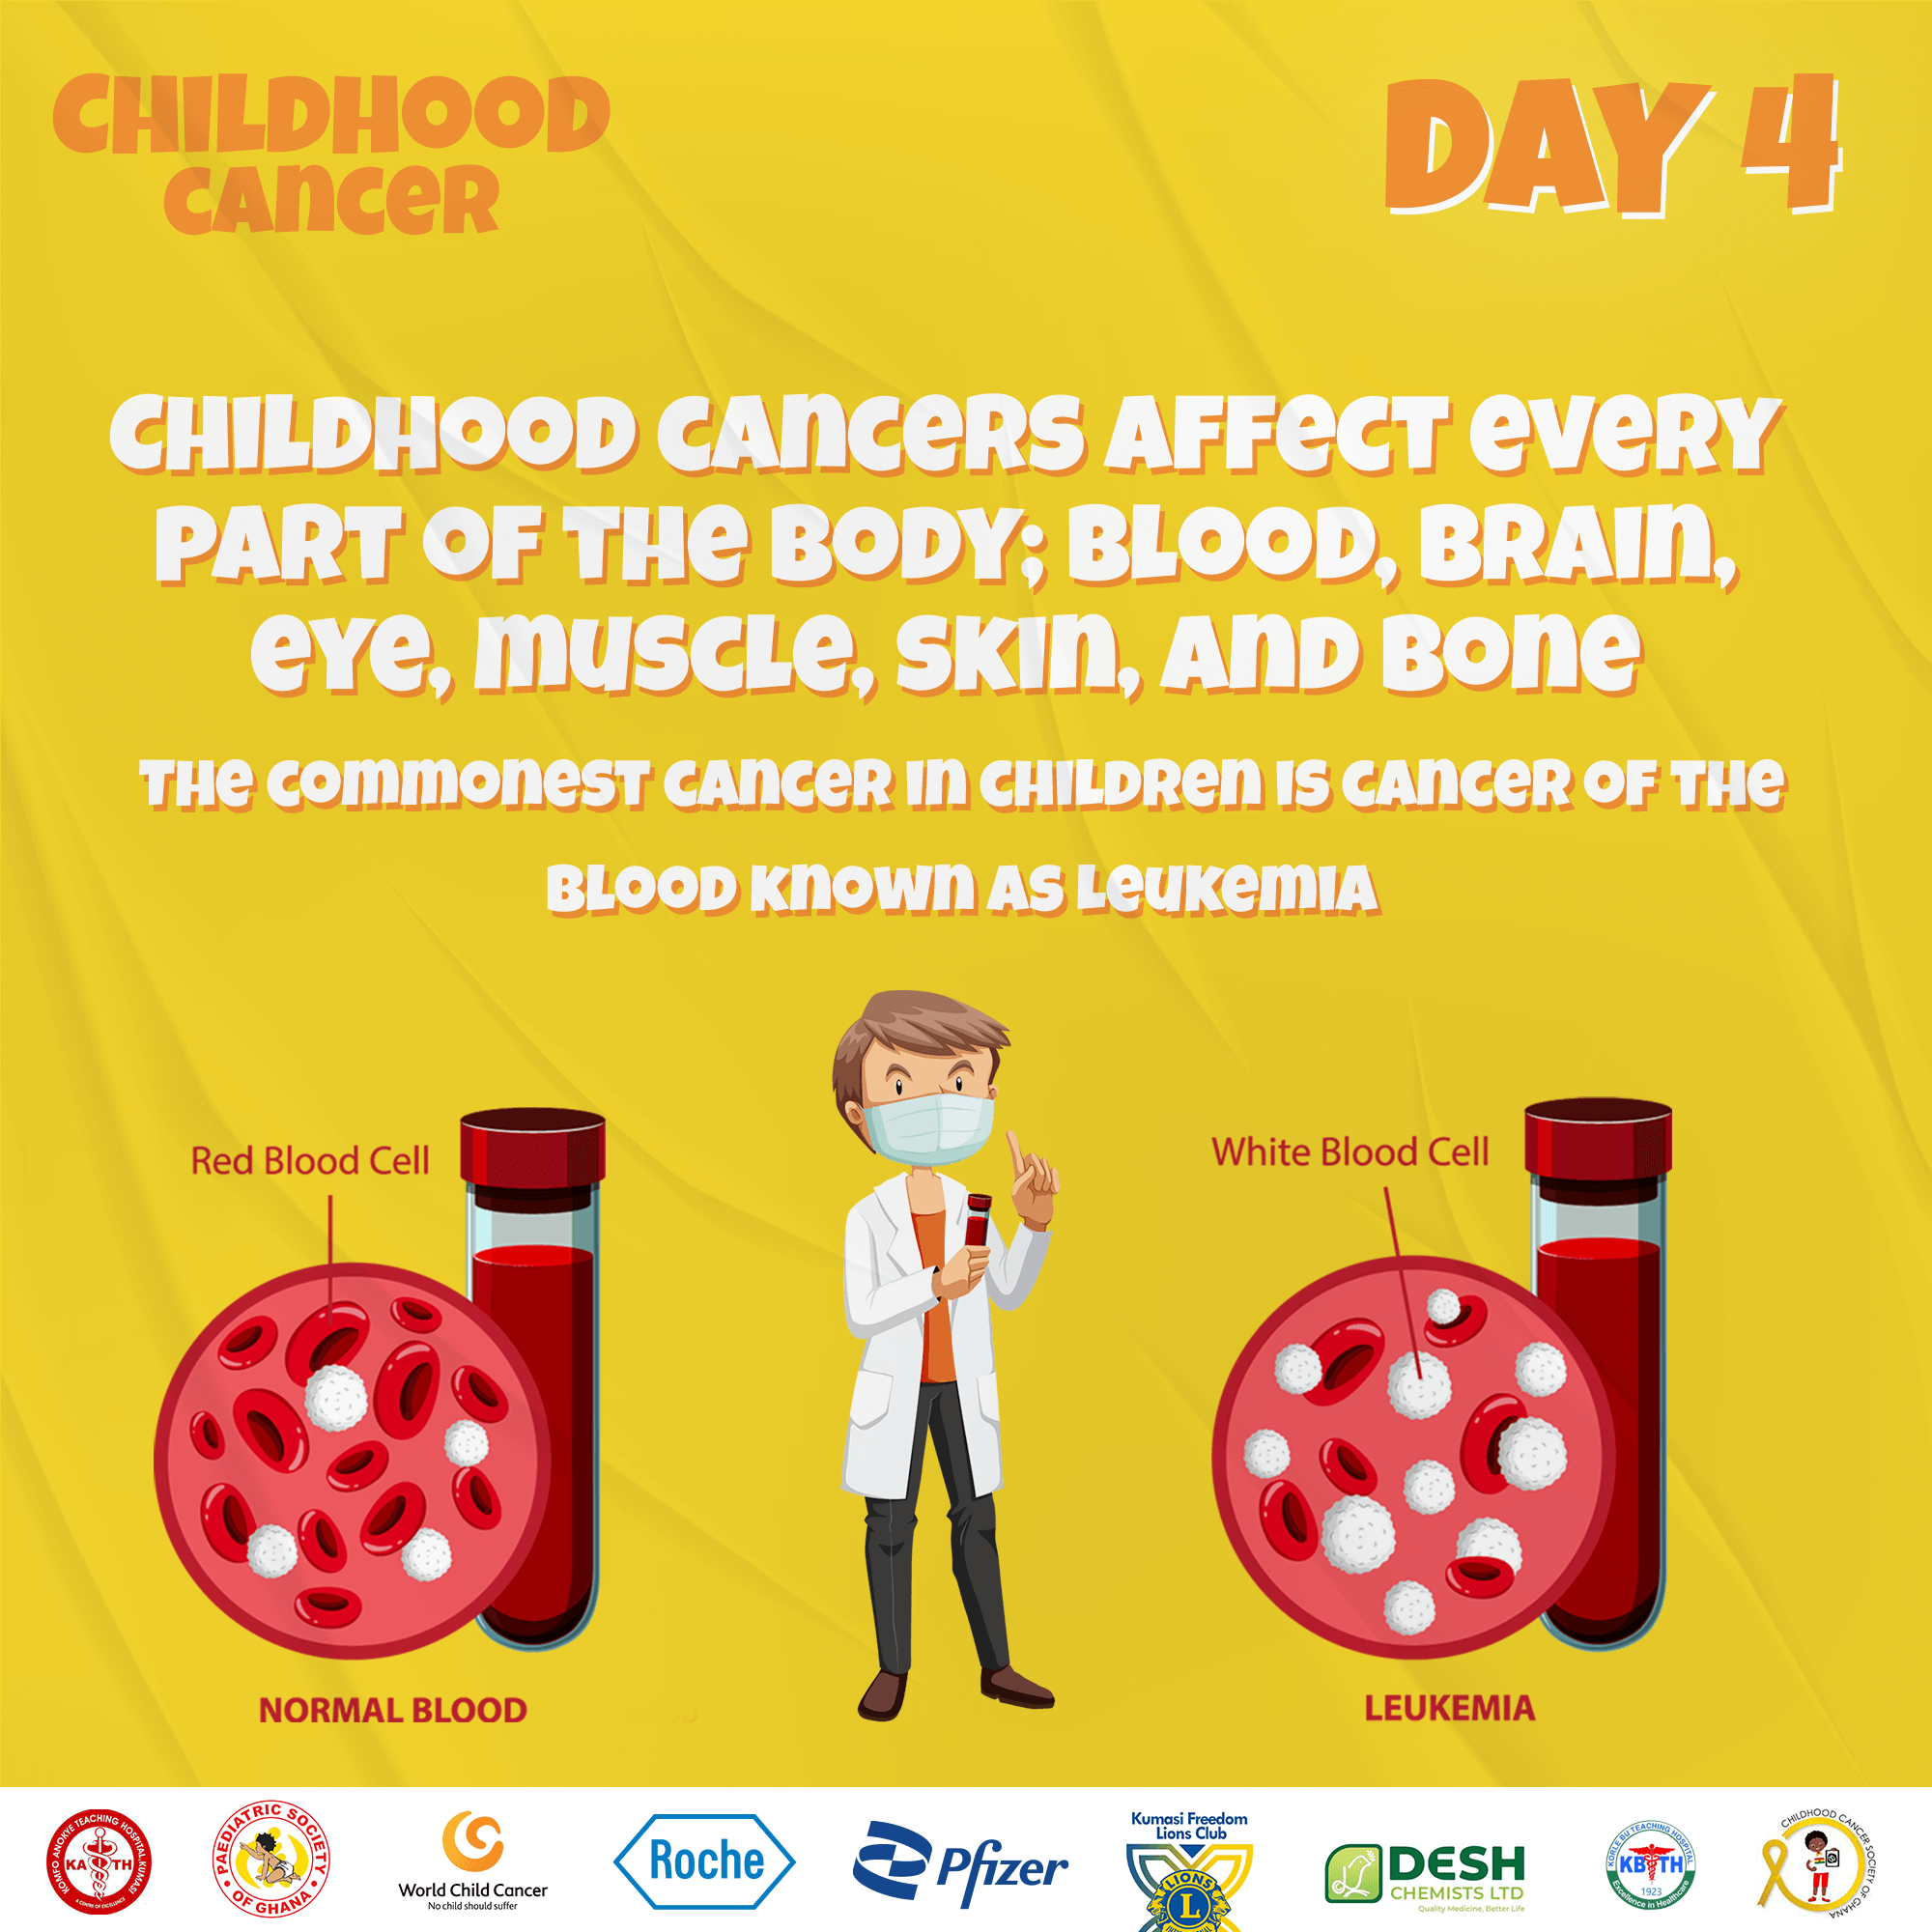 CHILDHOOD
CANCER
DAY 4
CHILDHOOD CANCERS AFFECT EVERY
PART OF THE BODY; BLOOD, BRAIN,
EYE, MUSCLE, SKIN, AND BONE
THE COMMONEST CANCER IN CHILDREN IS CANCER OF THE
BLOOD KNOWN AS LEUKEMIA
Red Blood Cell
White Blood Cell
NORMAL BLOOD
LEUKEMIA
KOMFO ANOKYE TEACHING HOSPITAL, KUMASI
KATH
A CENTRE OF EXCELLENCE
PAEDIATRIC SOCIETY
OF GHANA
World Child Cancer
No child should suffer
Roche
Pfizer
Kumasi Freedom
Lions Club
LIONS
L
DESH
CHEMISTS LTD
Quality Medicine, Better Life
KORLE BU TEACHING HOSPITAL
KBTH
1923
Excellence in Healthcare
CHILDHOOD CANCER SOCIETY OF GHANA